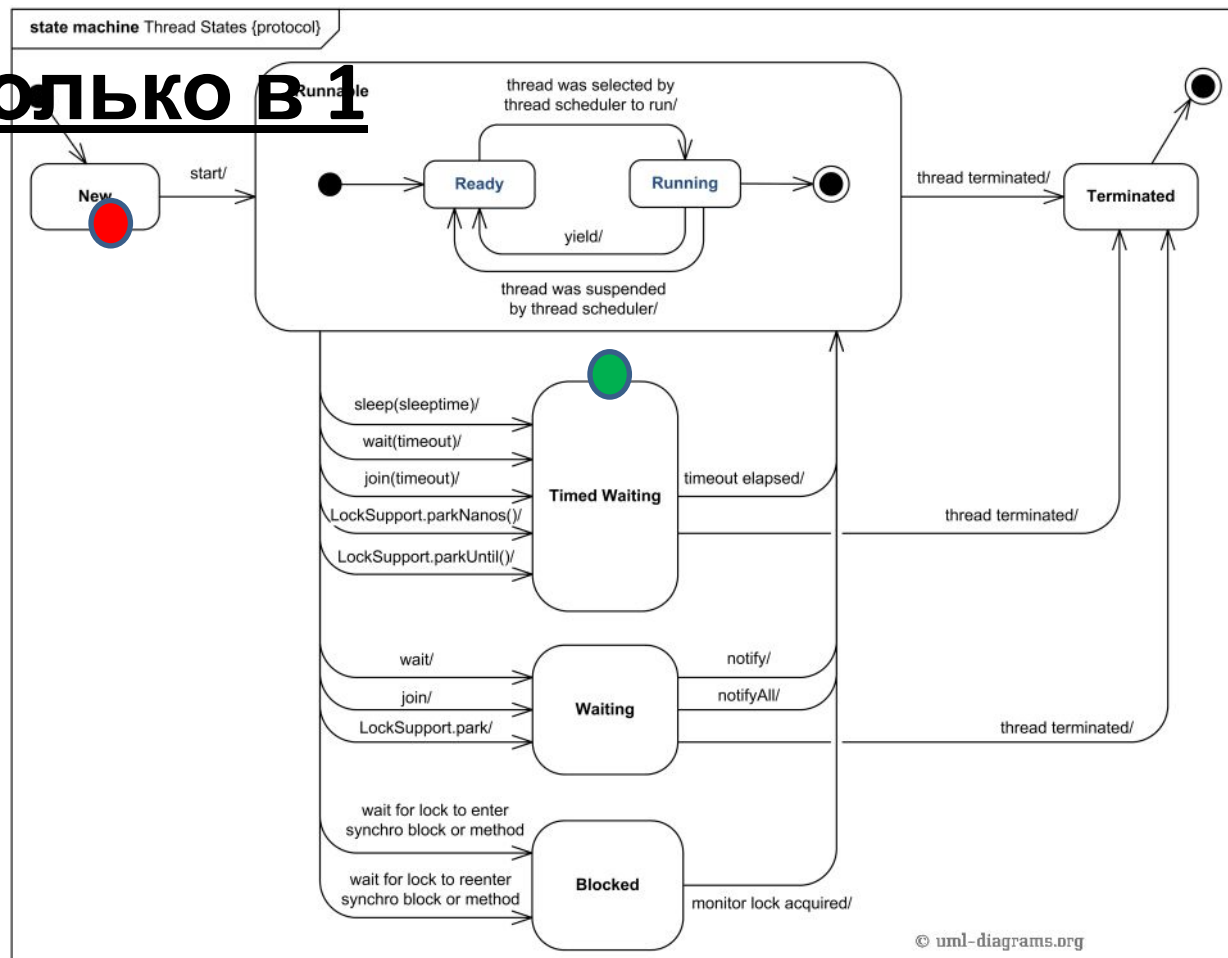 state machine Thread States {protocol}
олько в 1
Runnable
thread was selected by
thread scheduler to run/
New
start/
Ready
Running
thread terminated/
Terminated
yield/
thread was suspended
by thread scheduler/
sleep(sleeptime)/
wait(timeout)/
join(timeout)/
Timed Waiting
timeout elapsed/
LockSupport.parkNanos()/
thread terminated/
LockSupport.parkUntil()/
wait/
notify/
join/
notifyAll/
Waiting
LockSupport.park/
thread terminated/
wait for lock to enter
synchro block or method
Blocked
wait for lock to reenter
synchro block or method
monitor lock acquired/
© uml-diagrams.org